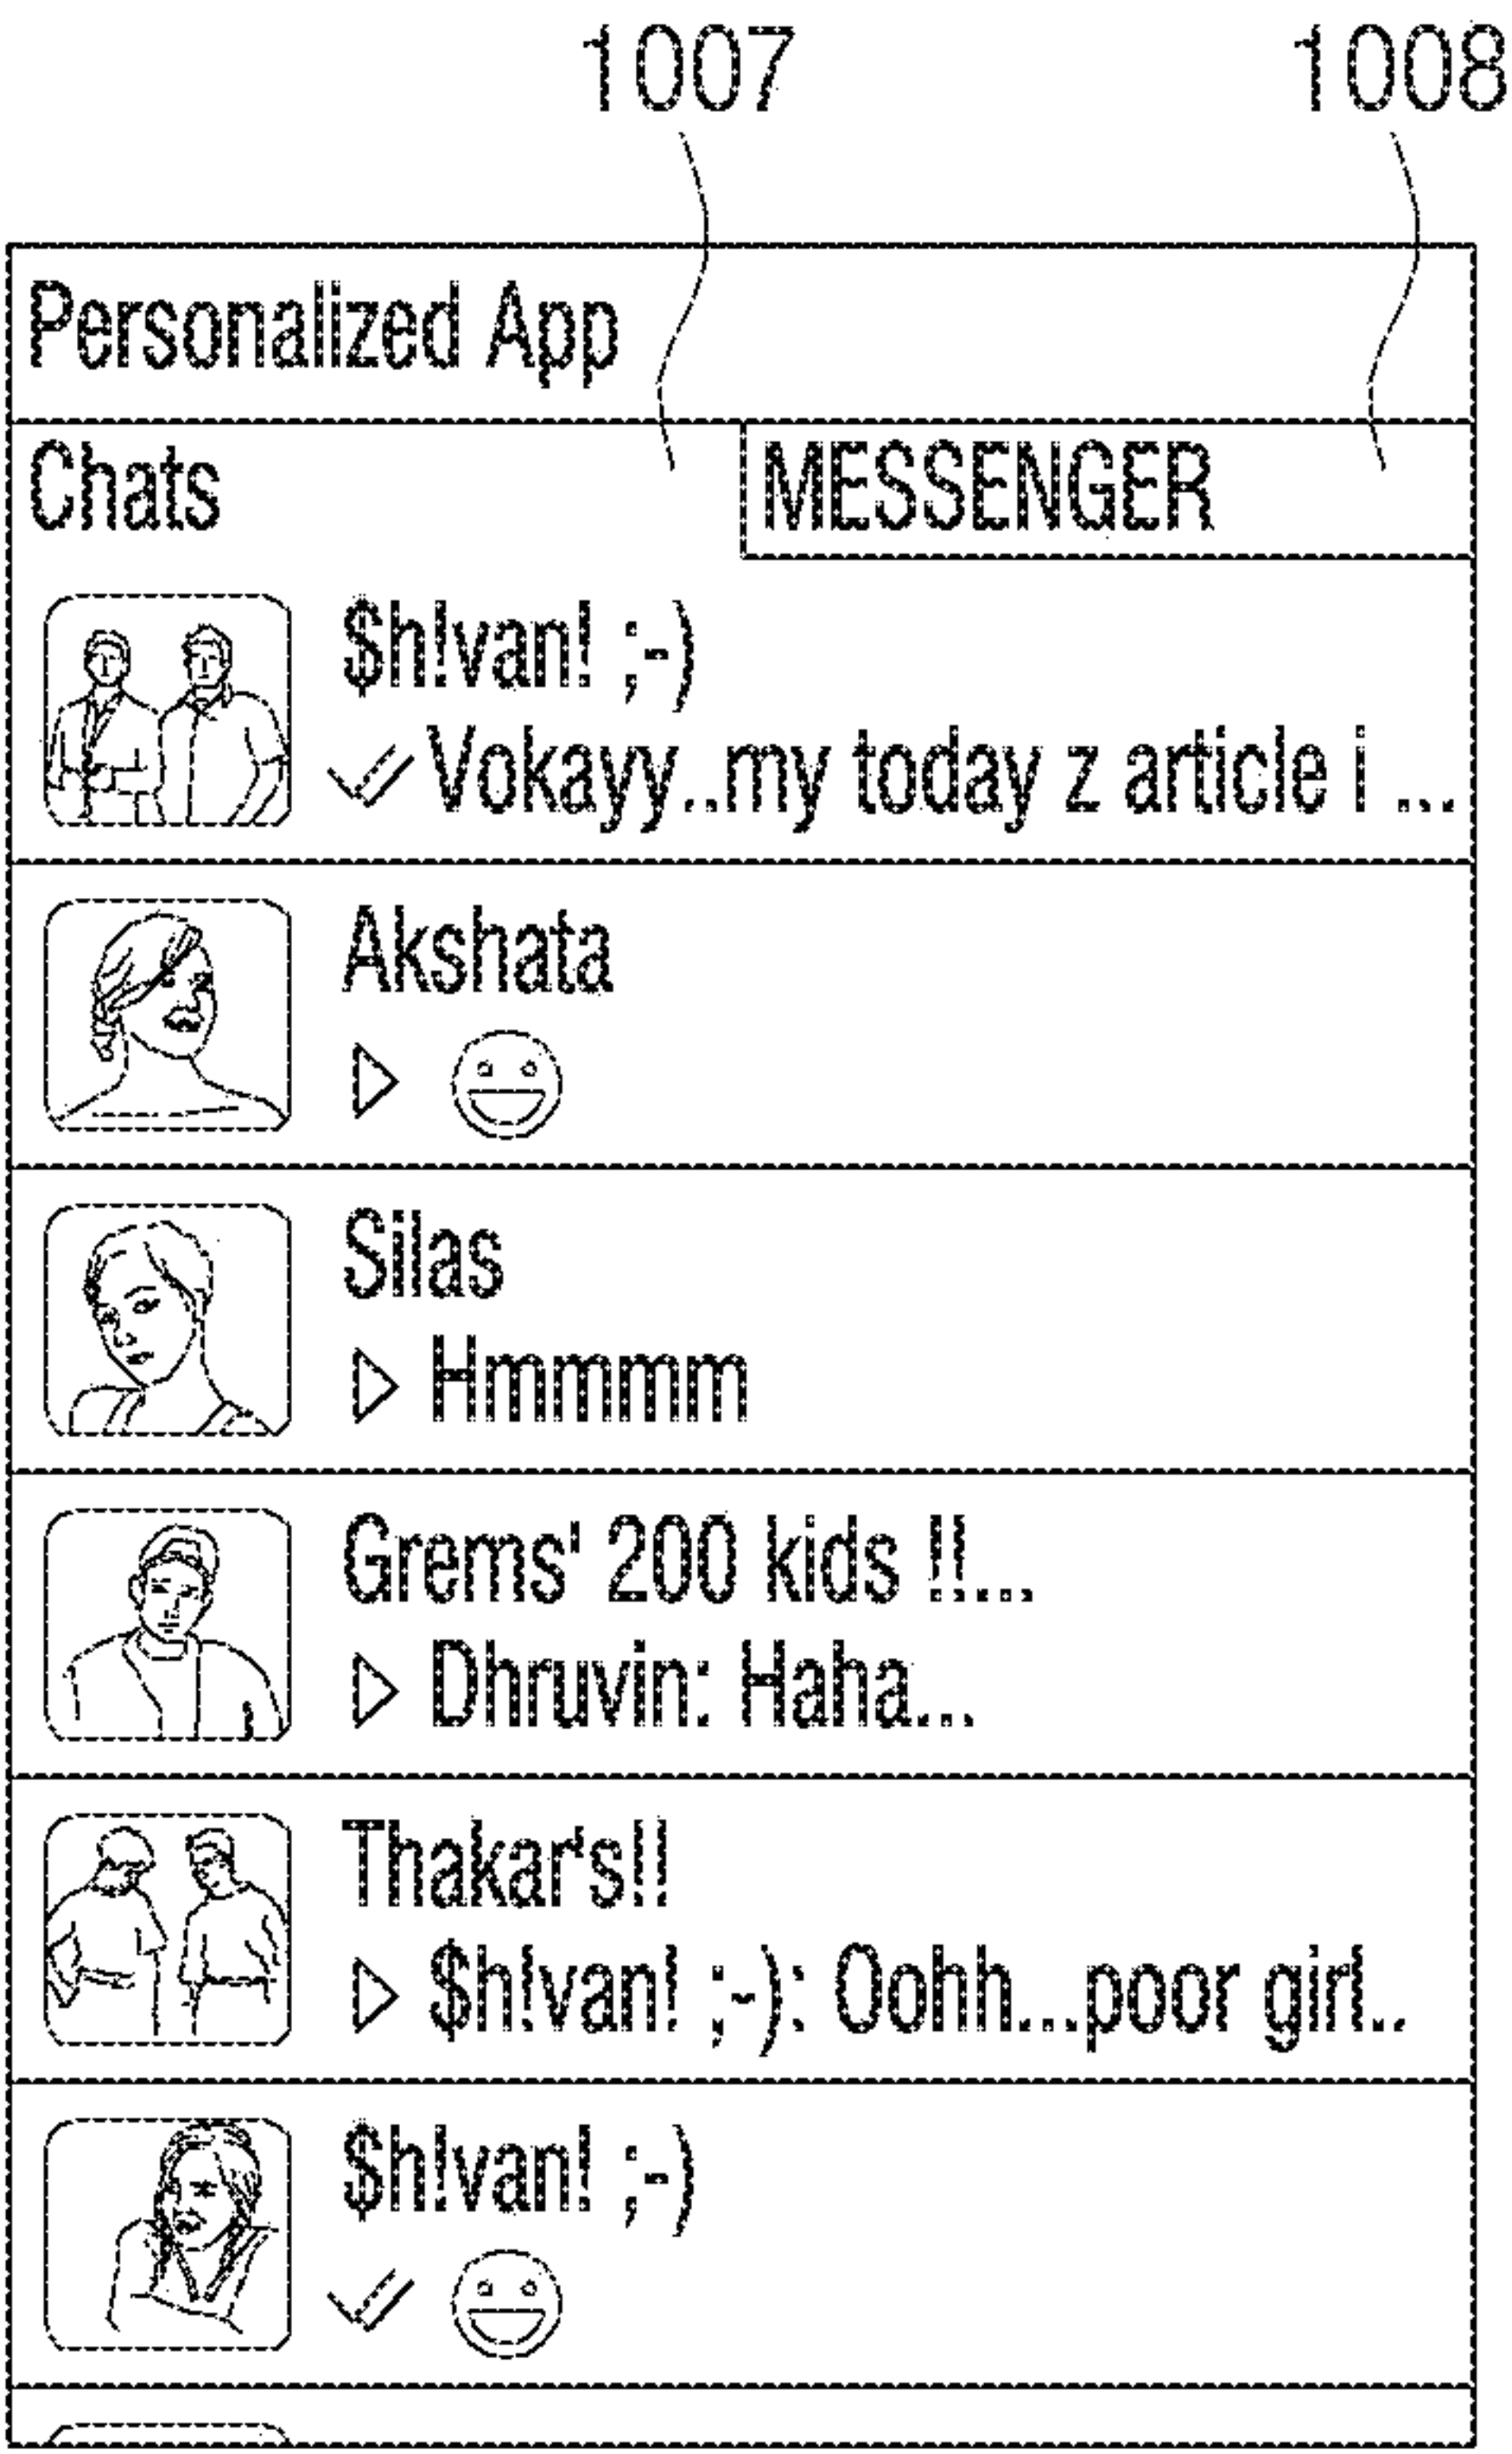 1007 1008
Personalized App
Chats MESSENGER
$h!van! ;-)
Vokayy..my today z article i ...
Akshata
Silas
Hmmmm
Grems' 200 kids !!...
Dhruvin: Haha...
Thakar's!!
$h!van! ;-): Oohh...poor girl..
$h!van! ;-)